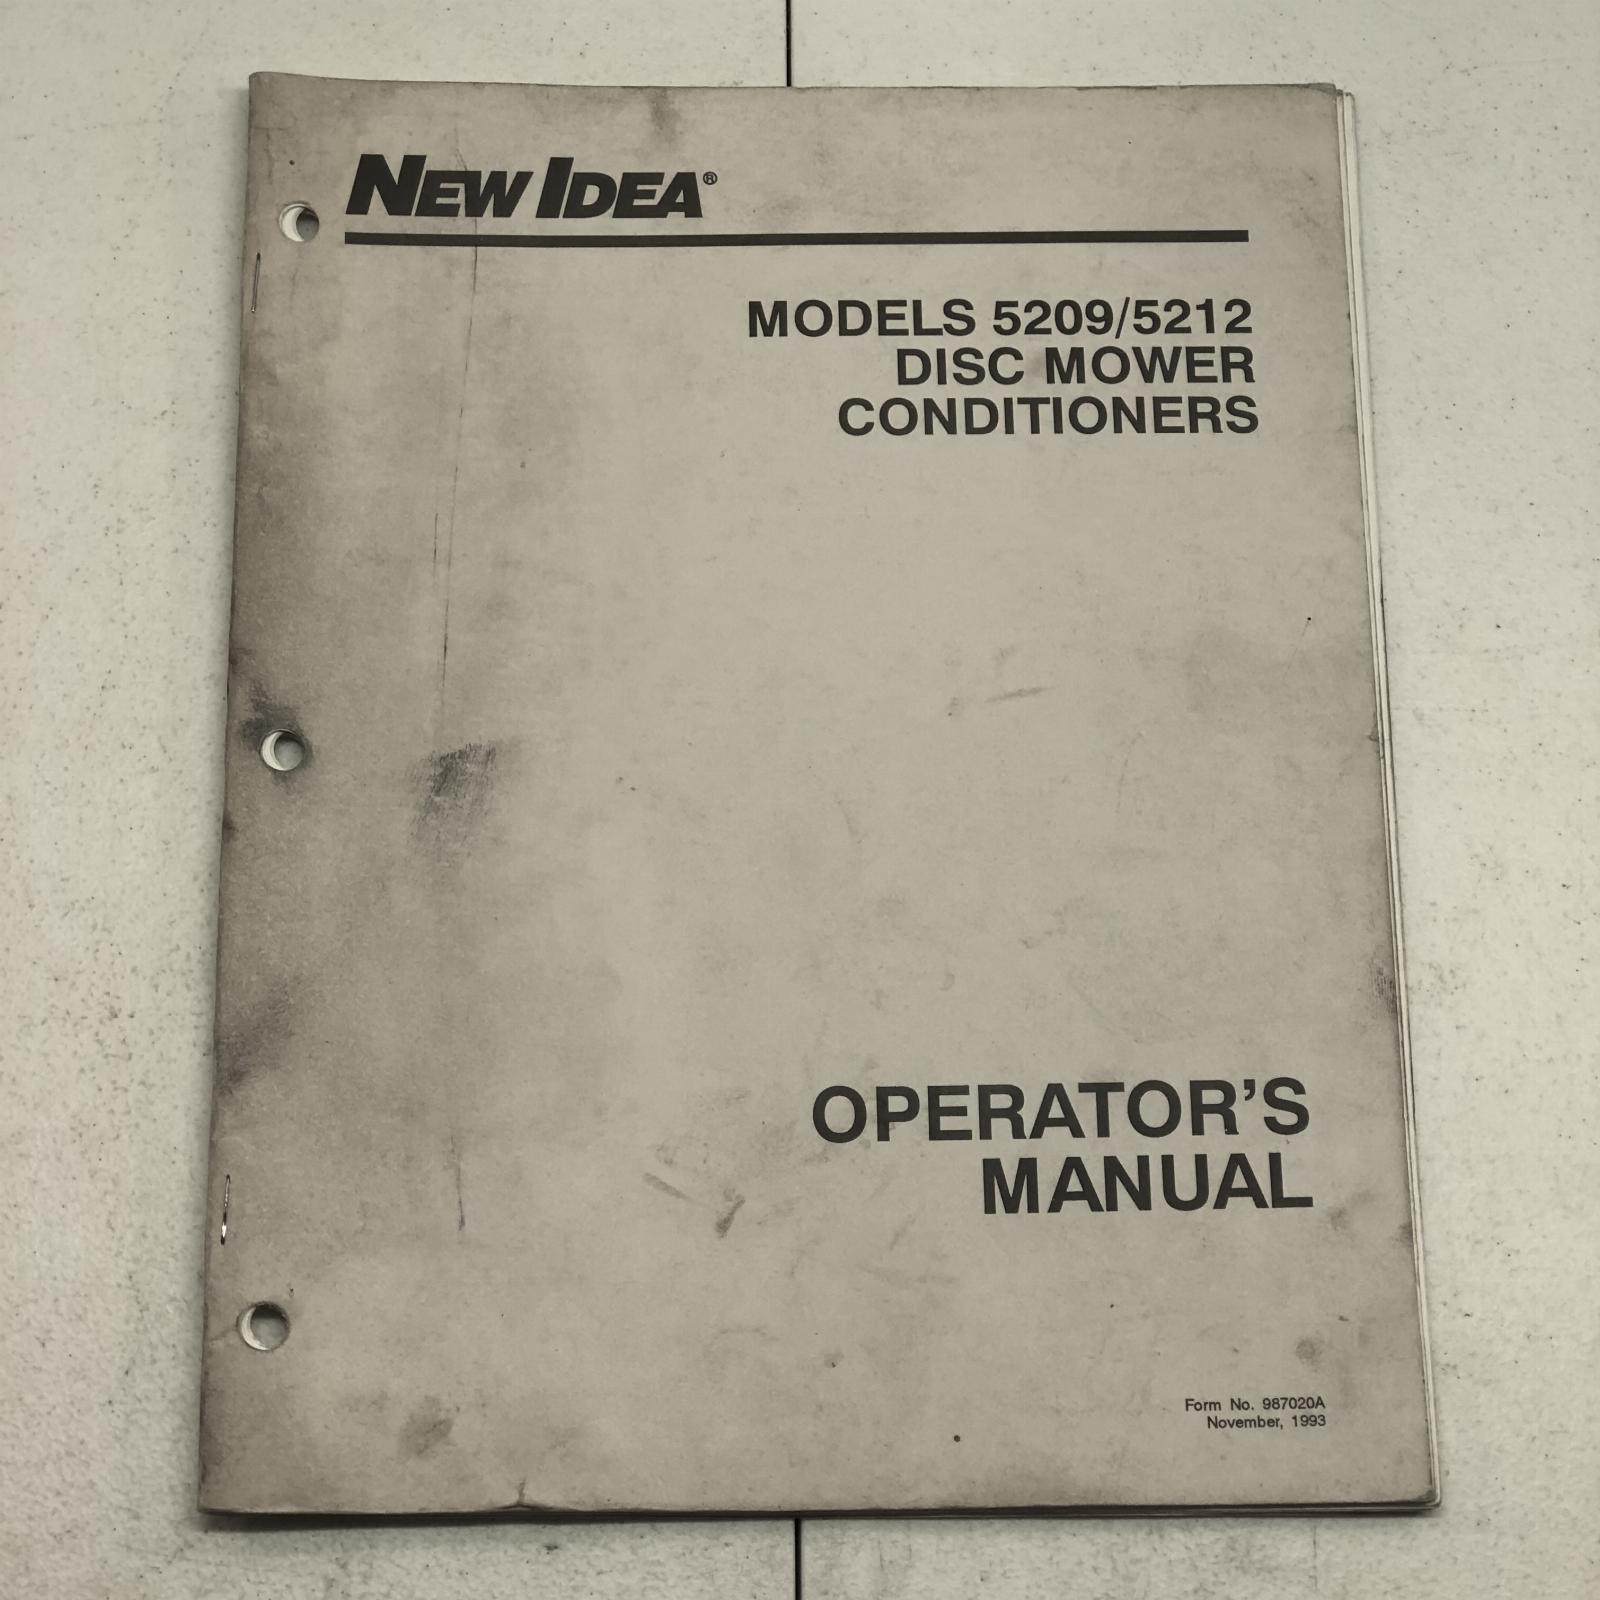 NEW IDEA®
MODELS 5209/5212
DISC MOWER
CONDITIONERS
OPERATOR'S
MANUAL
Form No. 987020A
November, 1993